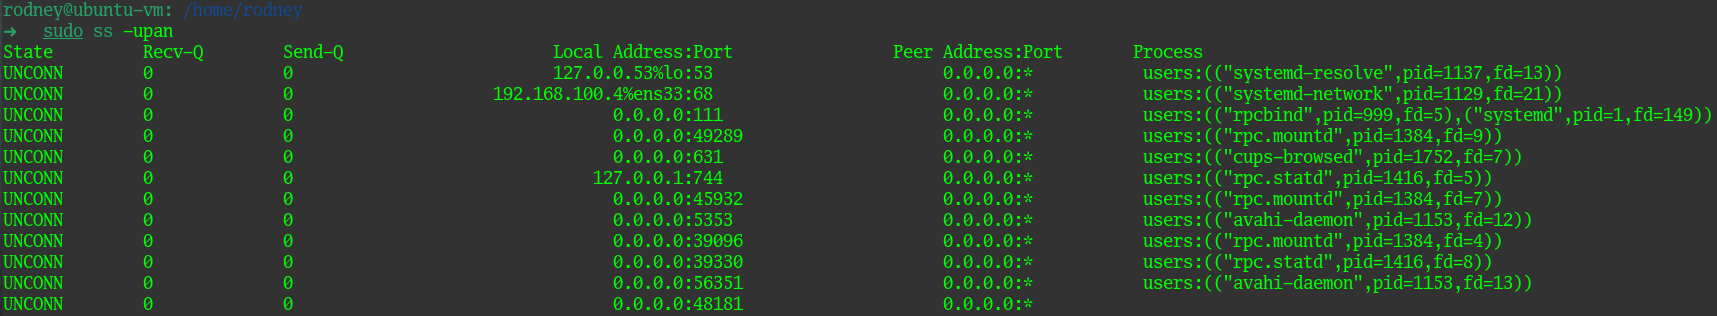 rodney@ubuntu-vm: /home/rodney
➜ sudo ss -upan
State Recv-Q Send-Q Local Address:Port Peer Address:Port Process
UNCONN 0 0 127.0.0.53%lo:53 0.0.0.0:* users:(("systemd-resolve",pid=1137,fd=13))
UNCONN 0 0 192.168.100.4%ens33:68 0.0.0.0:* users:(("systemd-network",pid=1129,fd=21))
UNCONN 0 0 0.0.0.0:111 0.0.0.0:* users:(("rpcbind",pid=999,fd=5),("systemd",pid=1,fd=149))
UNCONN 0 0 0.0.0.0:49289 0.0.0.0:* users:(("rpc.mountd",pid=1384,fd=9))
UNCONN 0 0 0.0.0.0:631 0.0.0.0:* users:(("cups-browsed",pid=1752,fd=7))
UNCONN 0 0 127.0.0.1:744 0.0.0.0:* users:(("rpc.statd",pid=1416,fd=5))
UNCONN 0 0 0.0.0.0:45932 0.0.0.0:* users:(("rpc.mountd",pid=1384,fd=7))
UNCONN 0 0 0.0.0.0:5353 0.0.0.0:* users:(("avahi-daemon",pid=1153,fd=12))
UNCONN 0 0 0.0.0.0:39096 0.0.0.0:* users:(("rpc.mountd",pid=1384,fd=4))
UNCONN 0 0 0.0.0.0:39330 0.0.0.0:* users:(("rpc.statd",pid=1416,fd=8))
UNCONN 0 0 0.0.0.0:56351 0.0.0.0:* users:(("avahi-daemon",pid=1153,fd=13))
UNCONN 0 0 0.0.0.0:48181 0.0.0.0:*